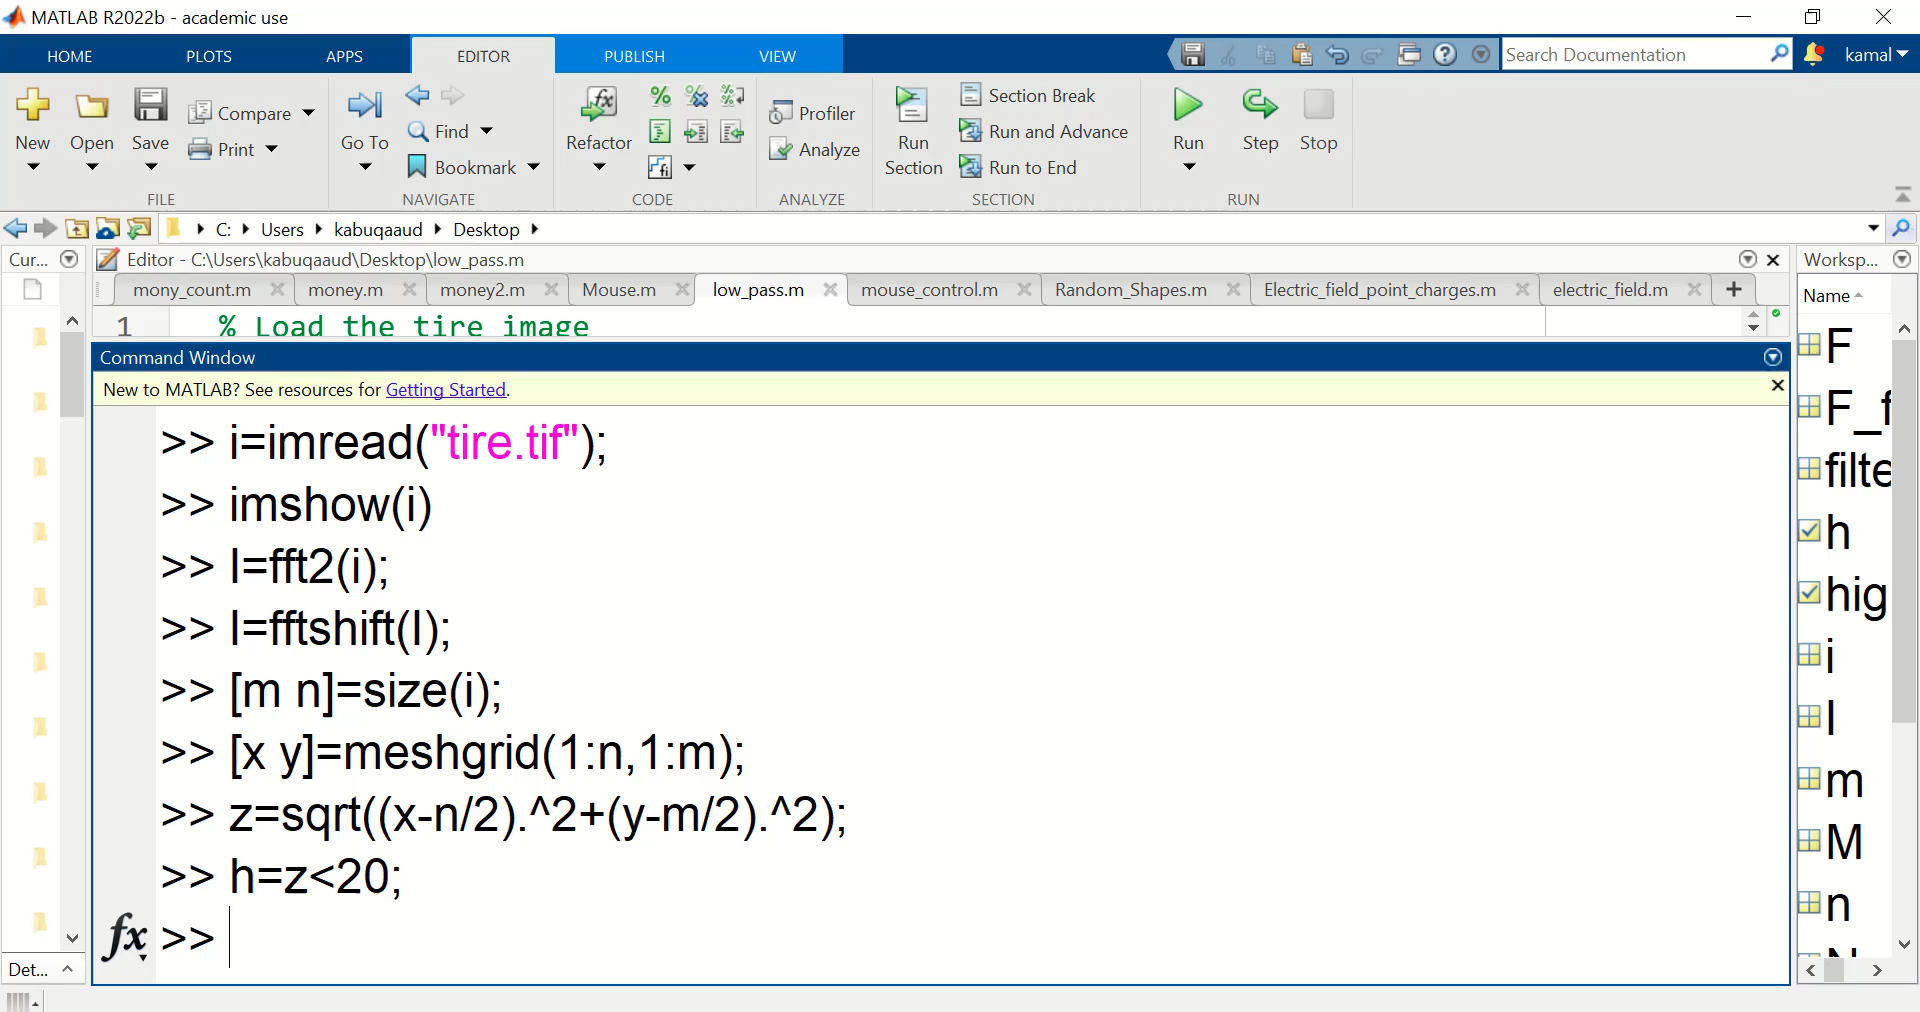 MATLAB R2022b - academic use
HOME PLOTS APPS EDITOR PUBLISH VIEW
Search Documentation
kamal
New
Open
Save
Compare
Print
FILE
Go To
Find
Bookmark
NAVIGATE
Refactor
CODE
Profiler
Analyze
ANALYZE
Run
Section
Section Break
Run and Advance
Run to End
SECTION
Run
Step
Stop
RUN
C: Users kabuqaaud Desktop
Cur...
Editor - C:\Users\kabuqaaud\Desktop\low_pass.m
mony_count.m money.m money2.m Mouse.m low_pass.m mouse_control.m Random_Shapes.m Electric_field_point_charges.m electric_field.m
1 % Load the tire image
Command Window
New to MATLAB? See resources for Getting Started.
>> i=imread("tire.tif");
>> imshow(i)
>> I=fft2(i);
>> I=fftshift(I);
>> [m n]=size(i);
>> [x y]=meshgrid(1:n,1:m);
>> z=sqrt((x-n/2).^2+(y-m/2).^2);
>> h=z<20;
fx >>
Det...
Worksp...
Name
F
F_f
filte
h
hig
i
I
m
M
n
N